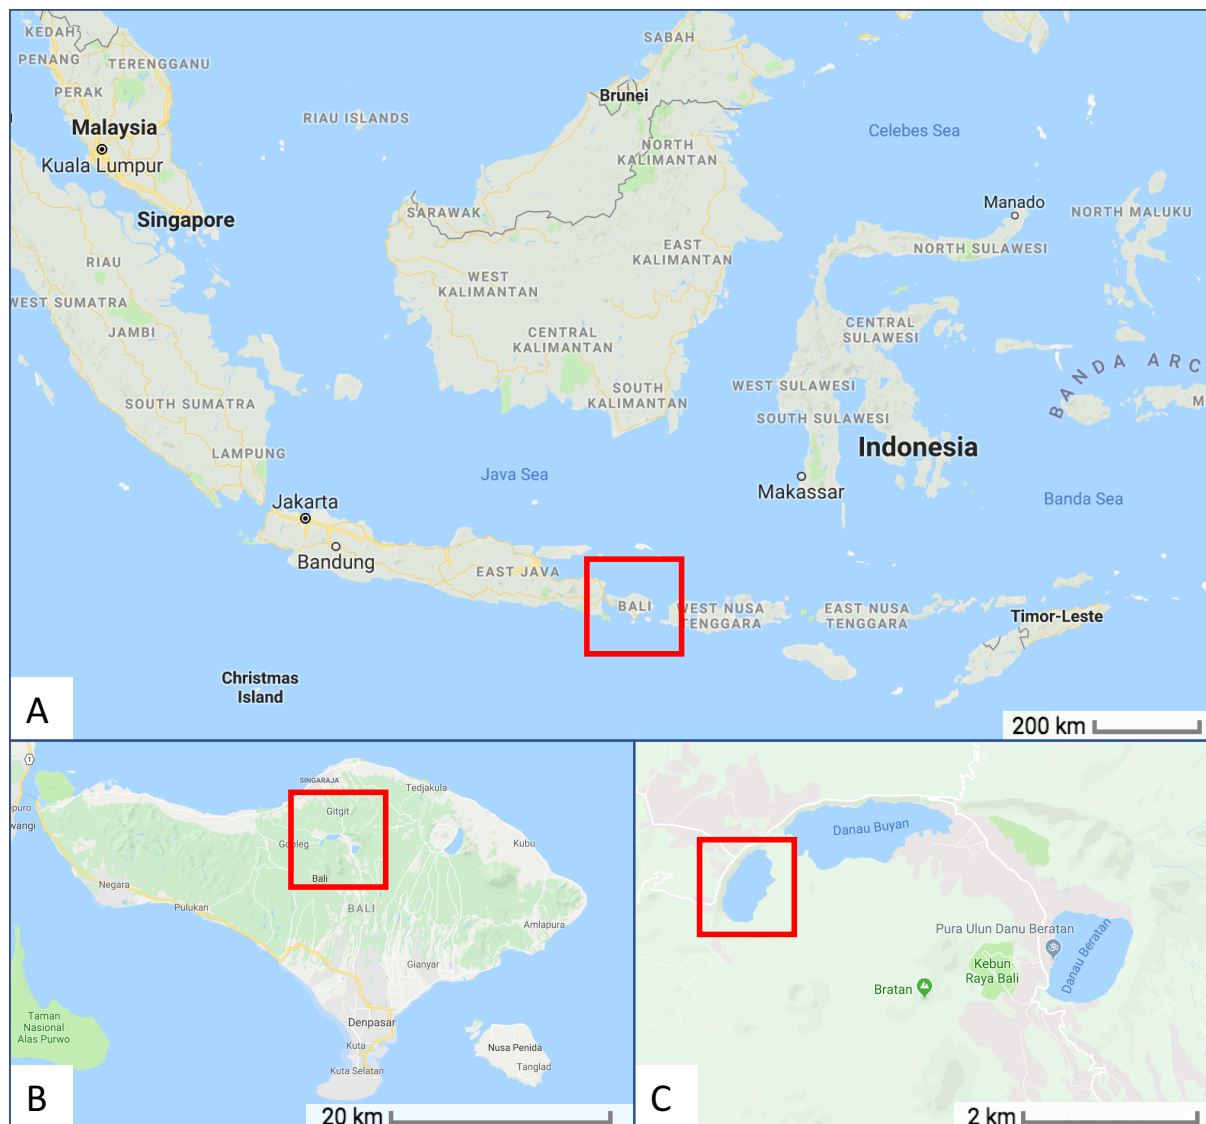 KEDAH
PENANG
TERENGGANU
PERAK
Malaysia
Kuala Lumpur
Singapore
RIAU ISLANDS
SABAH
Brunei
Celebes Sea
NORTH
KALIMANTAN
SARAWAK
Manado
NORTH MALUKU
NORTH SULAWESI
EAST
KALIMANTAN
RIAU
WEST
KALIMANTAN
WEST SUMATRA
JAMBI
CENTRAL
KALIMANTAN
CENTRAL
SULAWESI
BANDA ARC
SOUTH SUMATRA
SOUTH
KALIMANTAN
WEST SULAWESI
SOUTH SULAWESI
M
Indonesia
LAMPUNG
Java Sea
Makassar
Banda Sea
Jakarta
Bandung
EAST JAVA
BALI
WEST NUSA
TENGGARA
EAST NUSA
TENGGARA
Timor-Leste
Christmas
Island
A
200 km
1
SINGARAJA
Tedjakula
Gitgit
ipuro
wangi
Gobleg
Kubu
Bali
Negara
Pulukan
BALI
Amlapura
Gianyar
Taman
Nasional
Alas Purwo
Denpasar
Kuta
Nusa Penida
Kuta Selatan
Tanglad
B
20 km
Danau Buyan
Pura Ulun Danu Beratan
Danau Beratan
Kebun
Raya Bali
Bratan
C
2 km